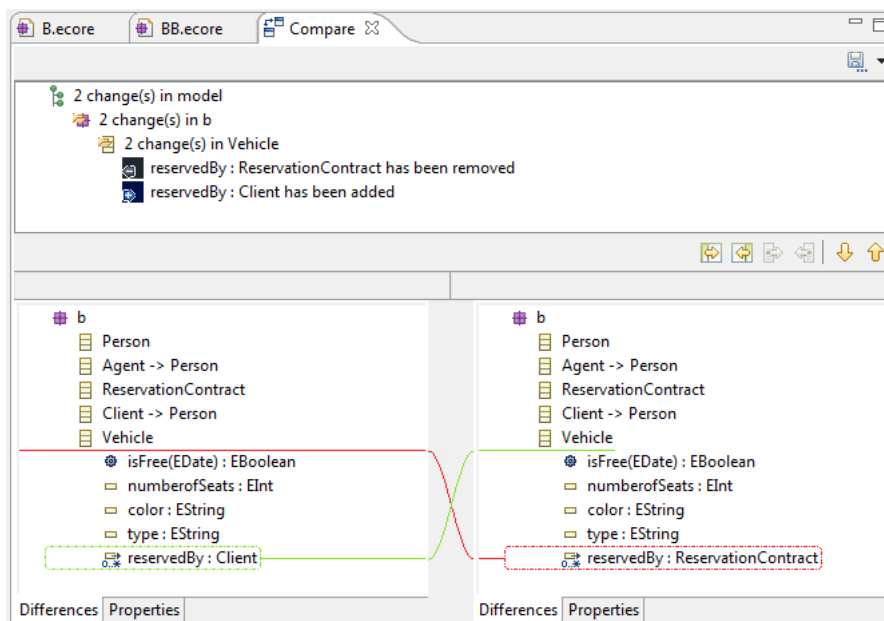 B.ecore BB.ecore Compare
2 change(s) in model
2 change(s) in b
2 change(s) in Vehicle
reservedBy : ReservationContract has been removed
reservedBy : Client has been added
b
Person
Agent -> Person
ReservationContract
Client -> Person
Vehicle
isFree(EDate) : EBoolean
numberofSeats : EInt
color : EString
type : EString
0..* reservedBy : Client
Differences Properties
b
Person
Agent -> Person
ReservationContract
Client -> Person
Vehicle
isFree(EDate) : EBoolean
numberofSeats : EInt
color : EString
type : EString
0..* reservedBy : ReservationContract
Differences Properties